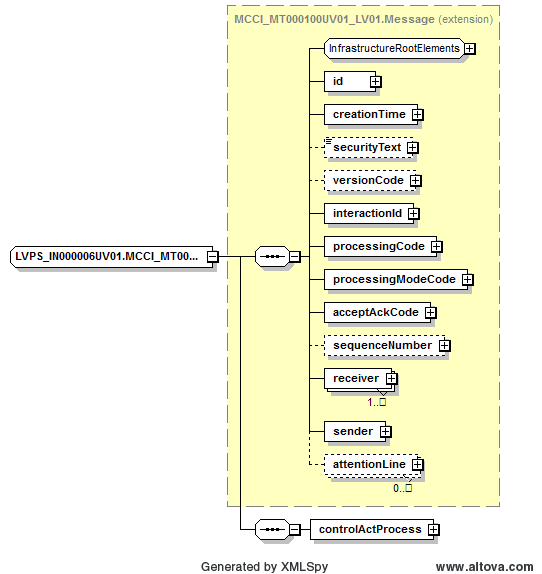 MCCI_MT000100UV01_LV01.Message (extension)
InfrastructureRootElements
id
creationTime
securityText
versionCode
interactionId
LVPS_IN000006UV01.MCCI_MT00...
processingCode
processingModeCode
acceptAckCode
sequenceNumber
receiver
1..
sender
attentionLine
0..
controlActProcess
Generated by XMLSpy
www.altova.com